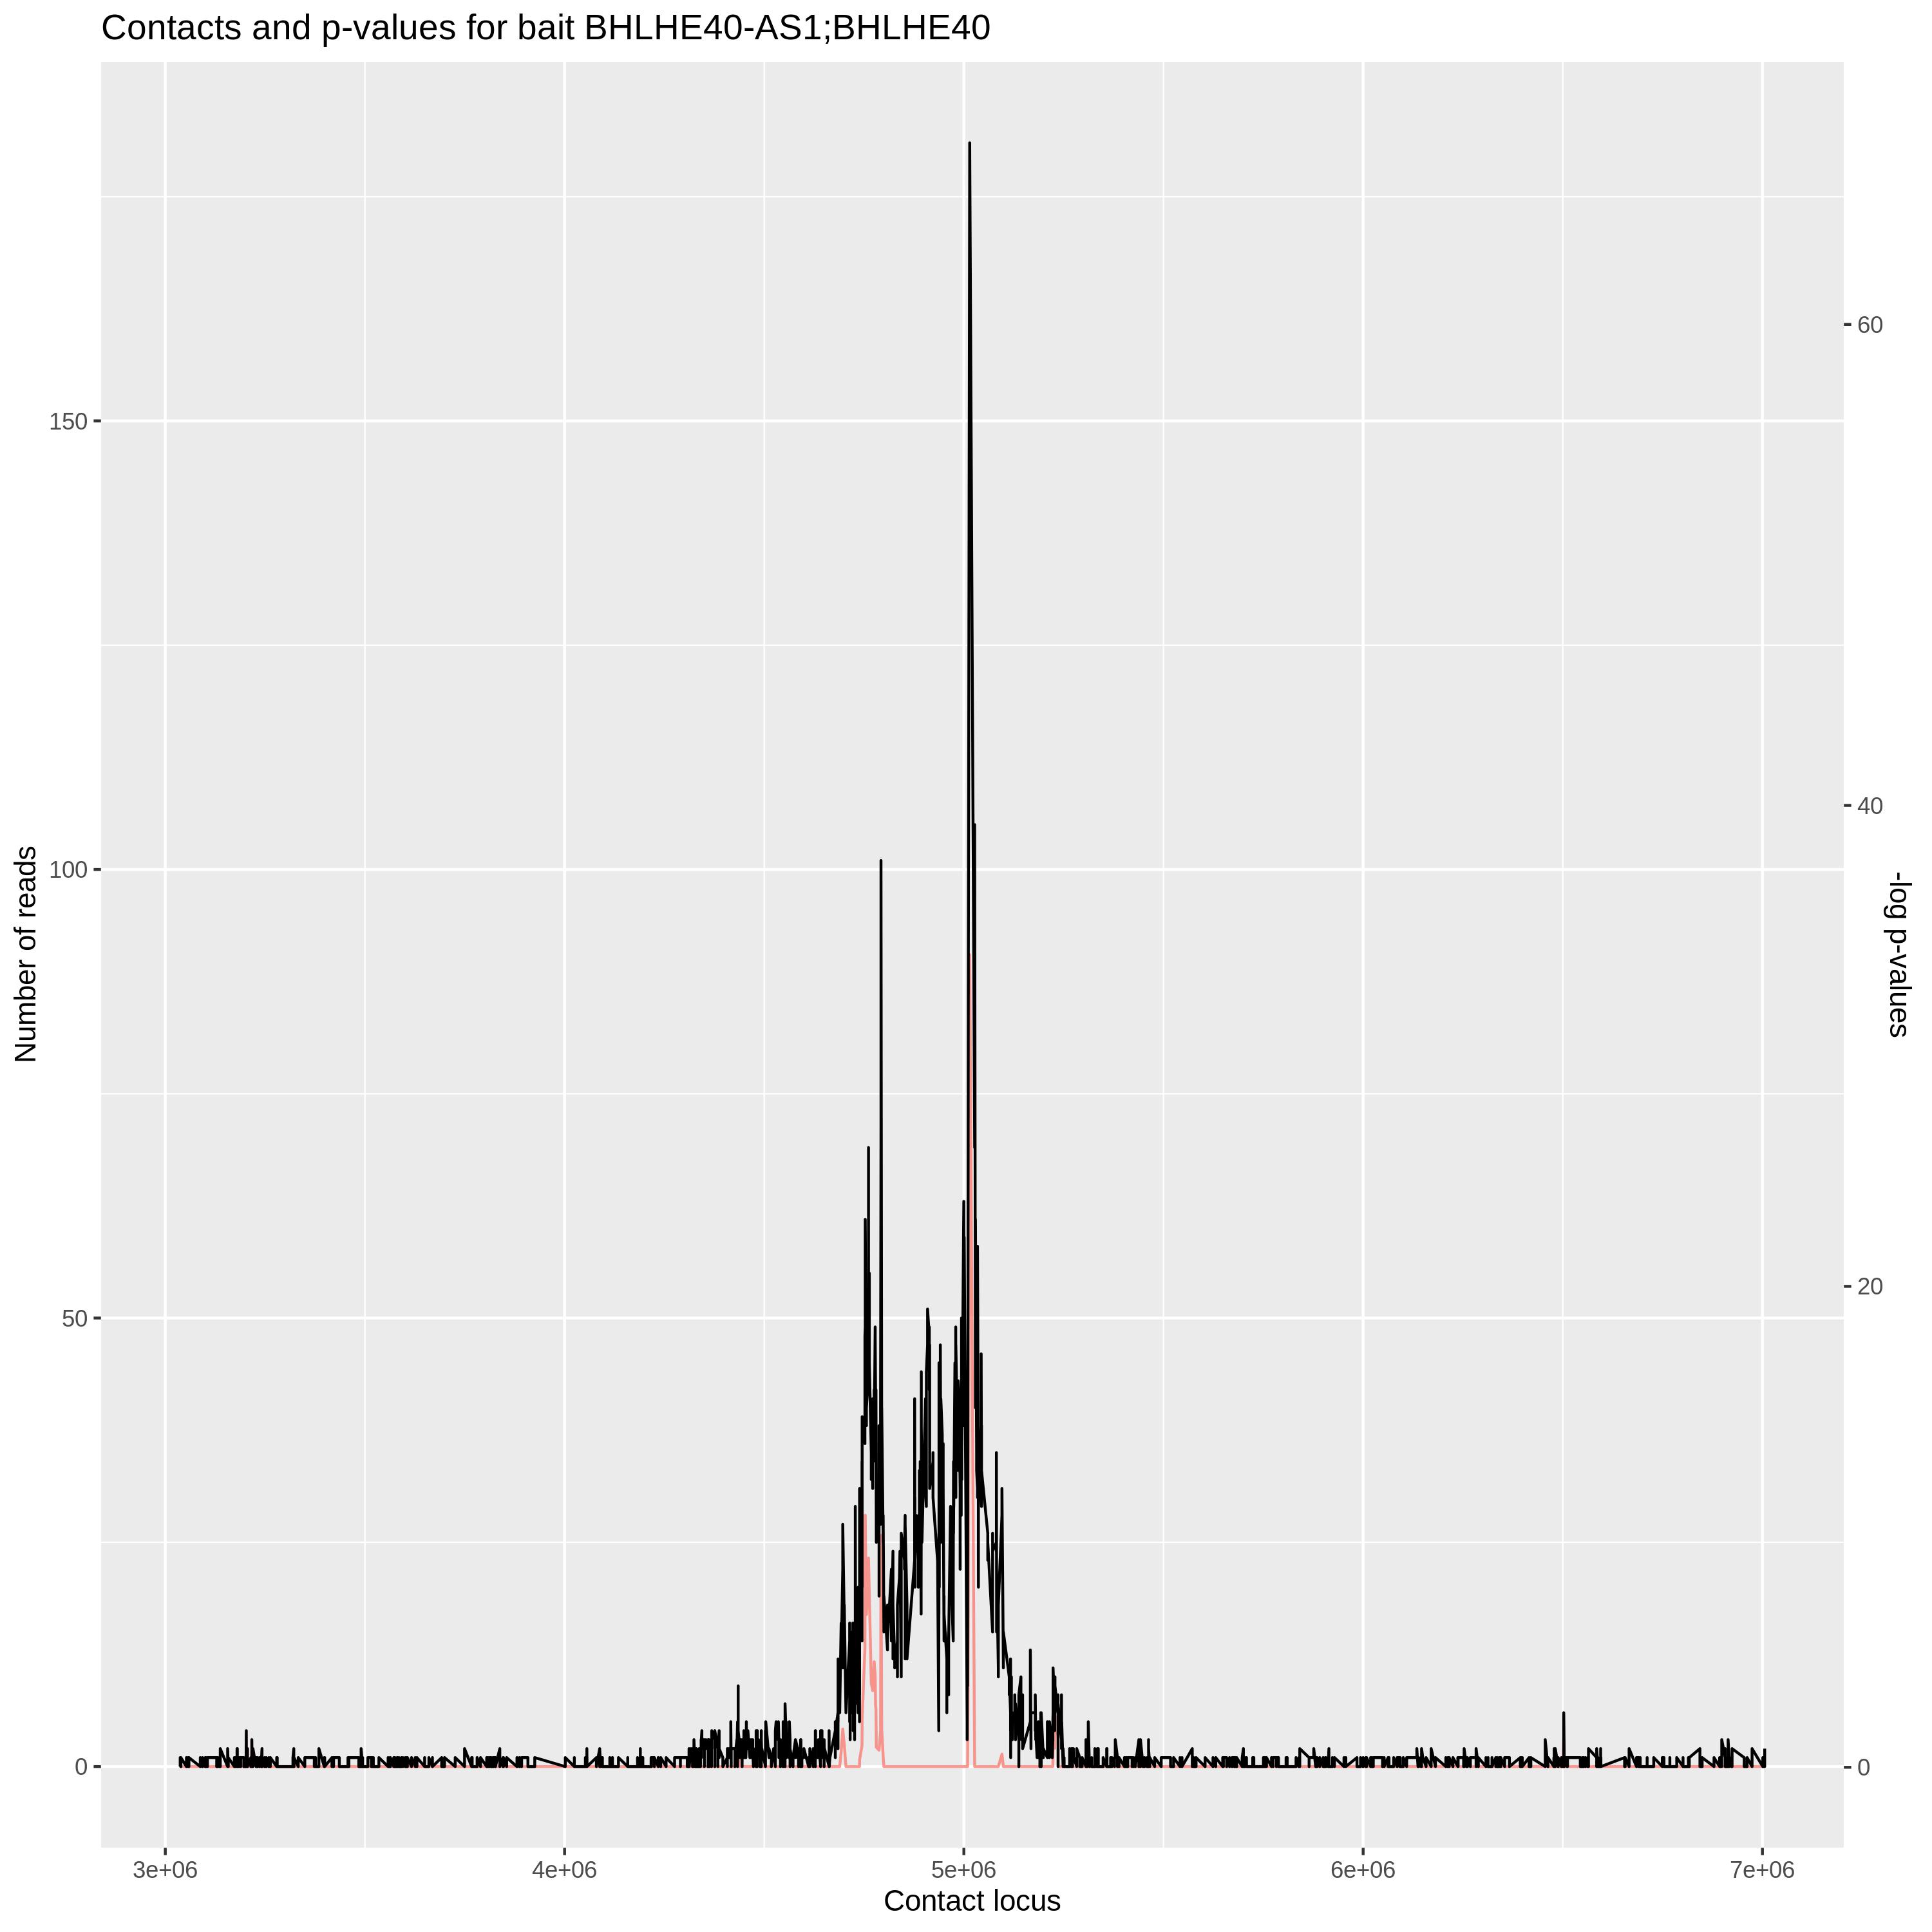 Contacts and p-values for bait BHLHE40-AS1;BHLHE40
Number of reads
150
100
50
0
60
40
20
0
-log p-values
3e+06 4e+06 5e+06 6e+06 7e+06
Contact locus